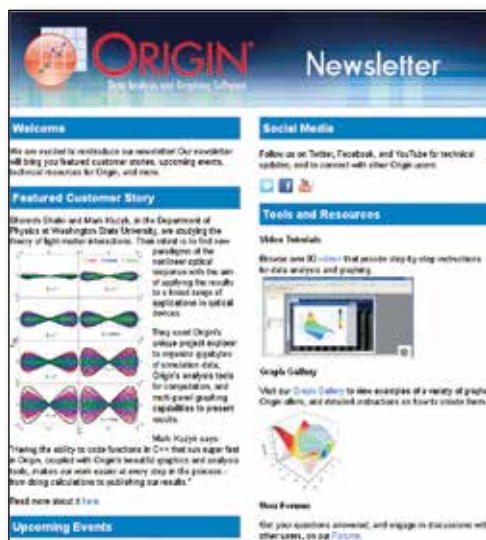 ORIGIN®
Data Analysis and Graphing Software
Newsletter
Welcome
We are excited to reintroduce our newsletter! Our newsletter
will bring you featured customer stories, upcoming events,
technical resources for Origin, and more.
Featured Customer Story
Shoresh Shafei and Mark Kuzyk, in the Department of
Physics at Washington State University, are studying the
theory of light-matter interactions. Their intent is to find new
paradigms of the
nonlinear optical
response with the aim
of applying the results
to a broad range of
applications in optical
devices.
They used Origin's
unique project explorer
to organize gigabytes
of simulation data,
Origin's analysis tools
for computation, and
multi-panel graphing
capabilities to present
results.
Mark Kuzyk says:
"Having the ability to code functions in C++ that run super fast
in Origin, coupled with Origin's beautiful graphics and analysis
tools, makes our work easier at every step in the process -
from doing calculations to publishing our results."
Read more about it here.
Upcoming Events
Social Media
Follow us on Twitter, Facebook, and YouTube for technical
updates, and to connect with other Origin users.
Tools and Resources
Video Tutorials
Browse over 90 videos that provide step-by-step instructions
for data analysis and graphing.
Graph Gallery
Visit our Graph Gallery to view examples of a variety of graphs
Origin offers, and detailed instructions on how to create them.
User Forums
Get your questions answered, and engage in discussions with
other users, on our Forums.